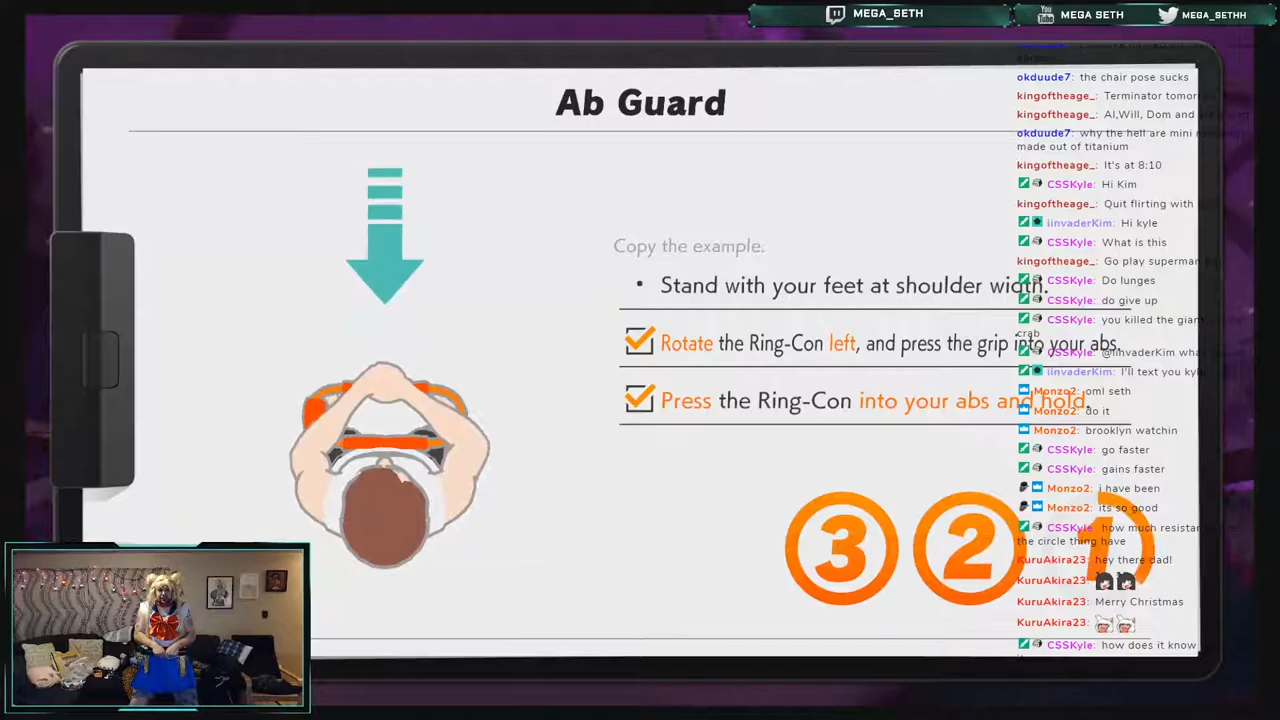 MEGA_SETH
You Tube MEGA SETH
MEGA_SETHH
Ab Guard
Copy the example.
• Stand with your feet at shoulder width.
Rotate the Ring-Con left, and press the grip into your abs.
Press the Ring-Con into your abs and hold.
3 2 1
okduude7: the chair pose sucks
kingoftheage_: Terminator
kingoftheage_: Al,Will, Dom and
okduude7: why the hell are mini
made out of titanium
kingoftheage_: It's at 8:10
CSSKyle: Hi Kim
kingoftheage_: Quit flirting with
iinvaderKim: Hi kyle
CSSKyle: What is this
kingoftheage_: Go play superman
CSSKyle: Do lunges
CSSKyle: do give up
CSSKyle: you killed the giant
crab
CSSKyle: @iinvaderKim
iinvaderKim: I'll text you
Monzo2: oml seth
Monzo2: do it
Monzo2: brooklyn watchin
CSSKyle: go faster
CSSKyle: gains faster
Monzo2: i have been
Monzo2: its so good
CSSKyle: how much
the circle thing have
KuruAkira23: hey there dad!
KuruAkira23:
KuruAkira23: Merry Christmas
KuruAkira23:
CSSKyle: how does it know